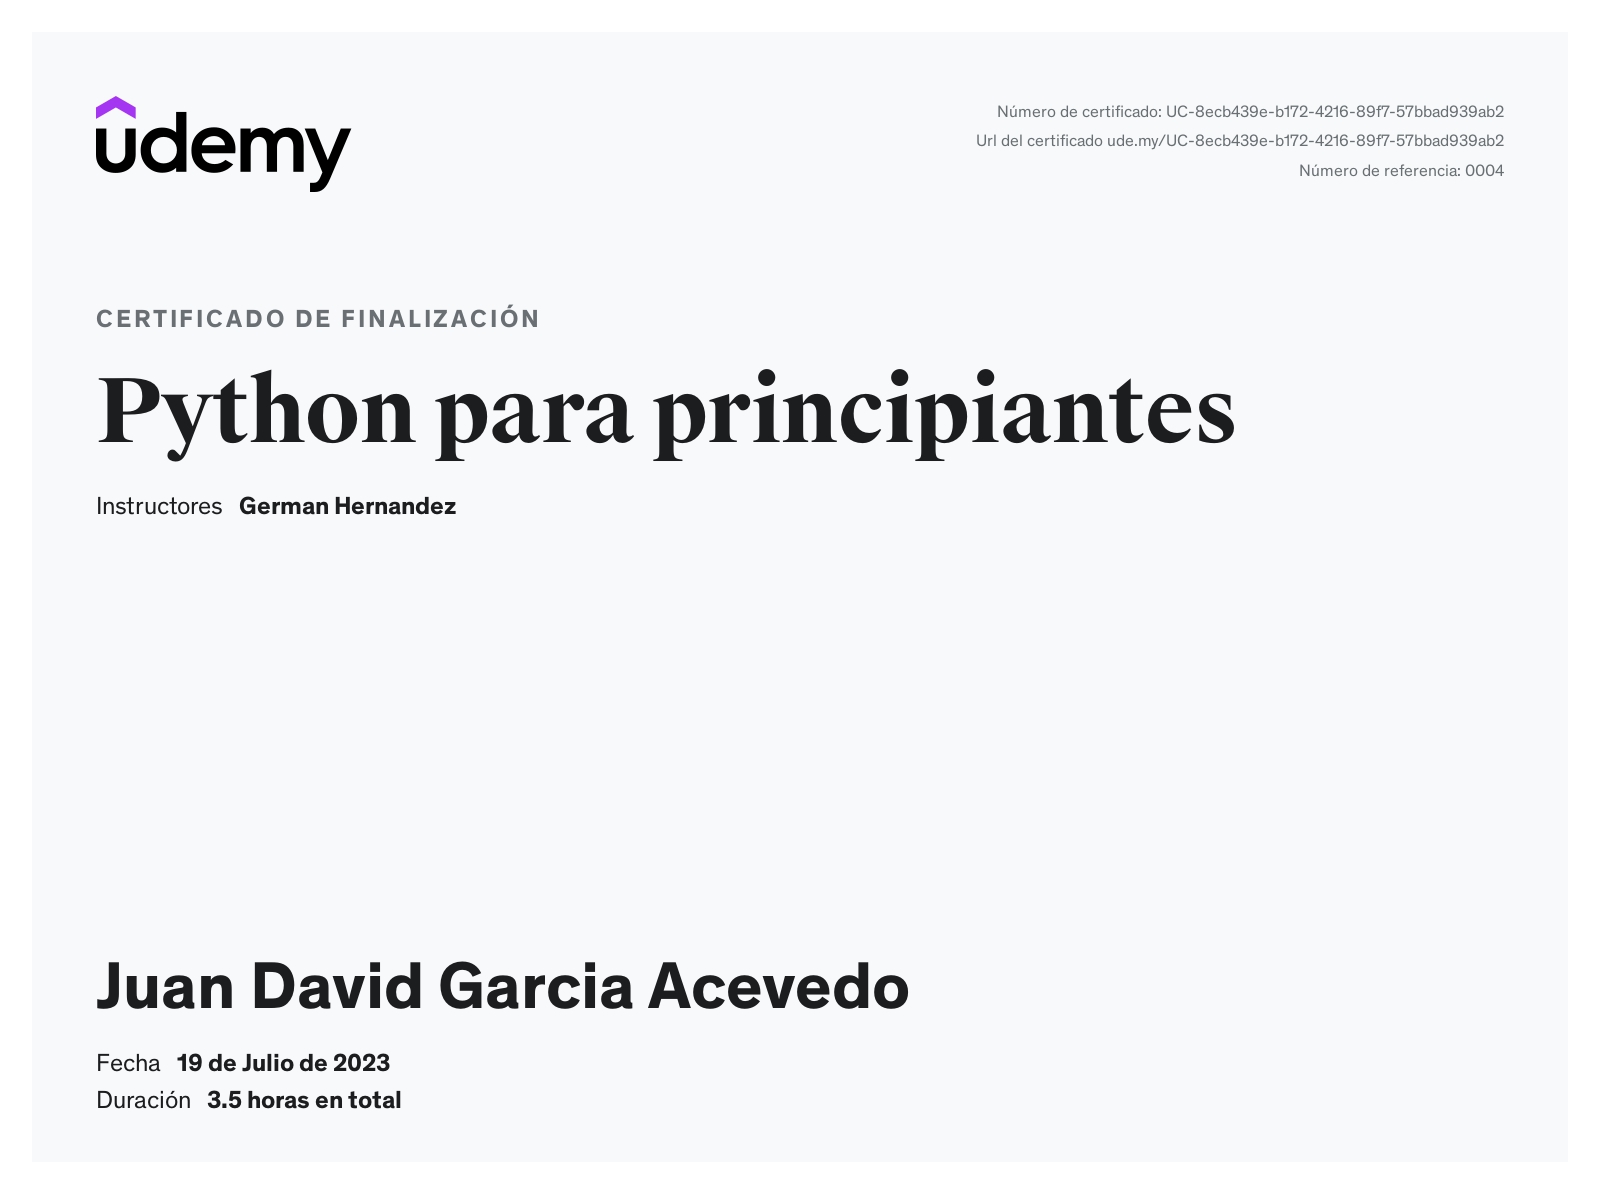 udemy
Número de certificado: UC-8ecb439e-b172-4216-89f7-57bbad939ab2
Url del certificado ude.my/UC-8ecb439e-b172-4216-89f7-57bbad939ab2
Número de referencia: 0004
CERTIFICADO DE FINALIZACIÓN
Python para principiantes
Instructores German Hernandez
Juan David Garcia Acevedo
Fecha 19 de Julio de 2023
Duración 3.5 horas en total